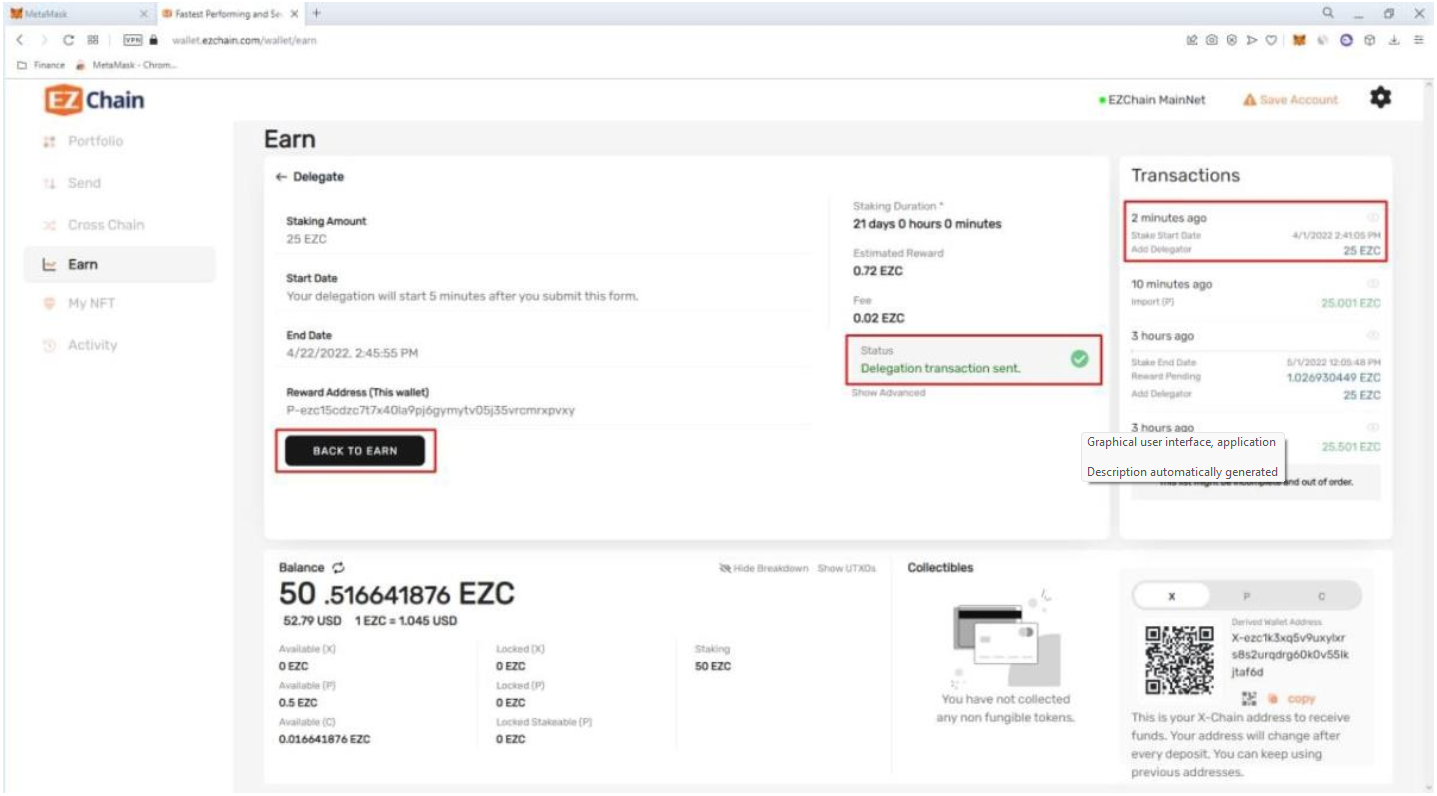 MetaMask
Fastest Performing and Se
VPN
wallet.ezchain.com/wallet/earn
Finance
MetaMask - Chrom...
EZ Chain
EZChain MainNet
Save Account
Portfolio
Send
Cross Chain
Earn
My NFT
Activity
Earn
← Delegate
Staking Amount
25 EZC
Start Date
Your delegation will start 5 minutes after you submit this form.
End Date
4/22/2022, 2:45:55 PM
Reward Address (This wallet)
P-ezc15cdzc7t7x40la9pj6gymytv05j35vrcmrxpvxy
BACK TO EARN
Staking Duration *
21 days 0 hours 0 minutes
Estimated Reward
0.72 EZC
Fee
0.02 EZC
Status
Delegation transaction sent.
Show Advanced
Transactions
2 minutes ago
Stake Start Date 4/1/2022 2:41:05 PM
Add Delegator 25 EZC
10 minutes ago
Import (P) 25.001 EZC
3 hours ago
Stake End Date 5/1/2022 12:05:48 PM
Reward Pending 1.026930449 EZC
Add Delegator 25 EZC
3 hours ago
25.501 EZC
Graphical user interface, application
Description automatically generated
This list might be incomplete and out of order.
Balance
50 .516641876 EZC
52.79 USD 1 EZC = 1.045 USD
Hide Breakdown Show UTXOs
Available (X)
0 EZC
Available (P)
0.5 EZC
Available (C)
0.016641876 EZC
Locked (X)
0 EZC
Locked (P)
0 EZC
Locked Stakeable (P)
0 EZC
Staking
50 EZC
Collectibles
You have not collected
any non fungible tokens.
X P C
Derived Wallet Address
X-ezc1k3xq5v9uxylxr
s8s2urqdrg60k0v55lk
jtaf6d
copy
This is your X-Chain address to receive
funds. Your address will change after
every deposit. You can keep using
previous addresses.